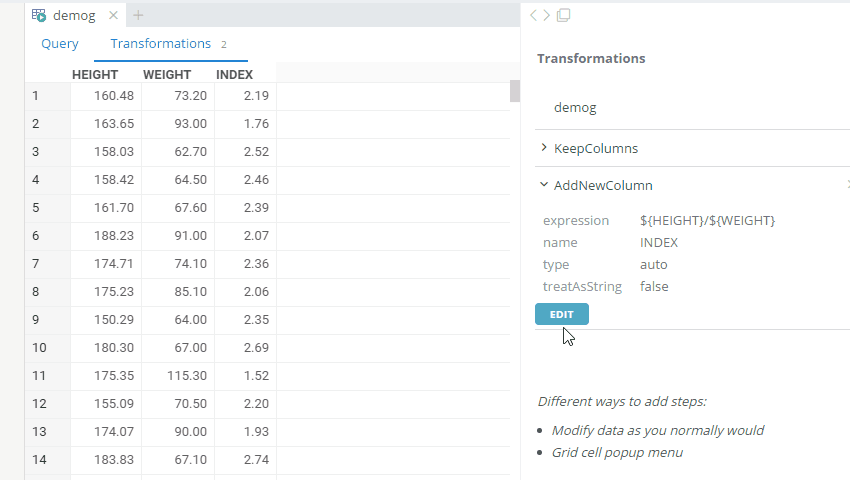 demog
Query Transformations 2
HEIGHT WEIGHT INDEX
1 160.48 73.20 2.19
2 163.65 93.00 1.76
3 158.03 62.70 2.52
4 158.42 64.50 2.46
5 161.70 67.60 2.39
6 188.23 91.00 2.07
7 174.71 74.10 2.36
8 175.23 85.10 2.06
9 150.29 64.00 2.35
10 180.30 67.00 2.69
11 175.35 115.30 1.52
12 155.09 70.50 2.20
13 174.07 90.00 1.93
14 183.83 67.10 2.74
Transformations
demog
KeepColumns
AddNewColumn
expression ${HEIGHT}/${WEIGHT}
name INDEX
type auto
treatAsString false
EDIT
Different ways to add steps:
• Modify data as you normally would
• Grid cell popup menu